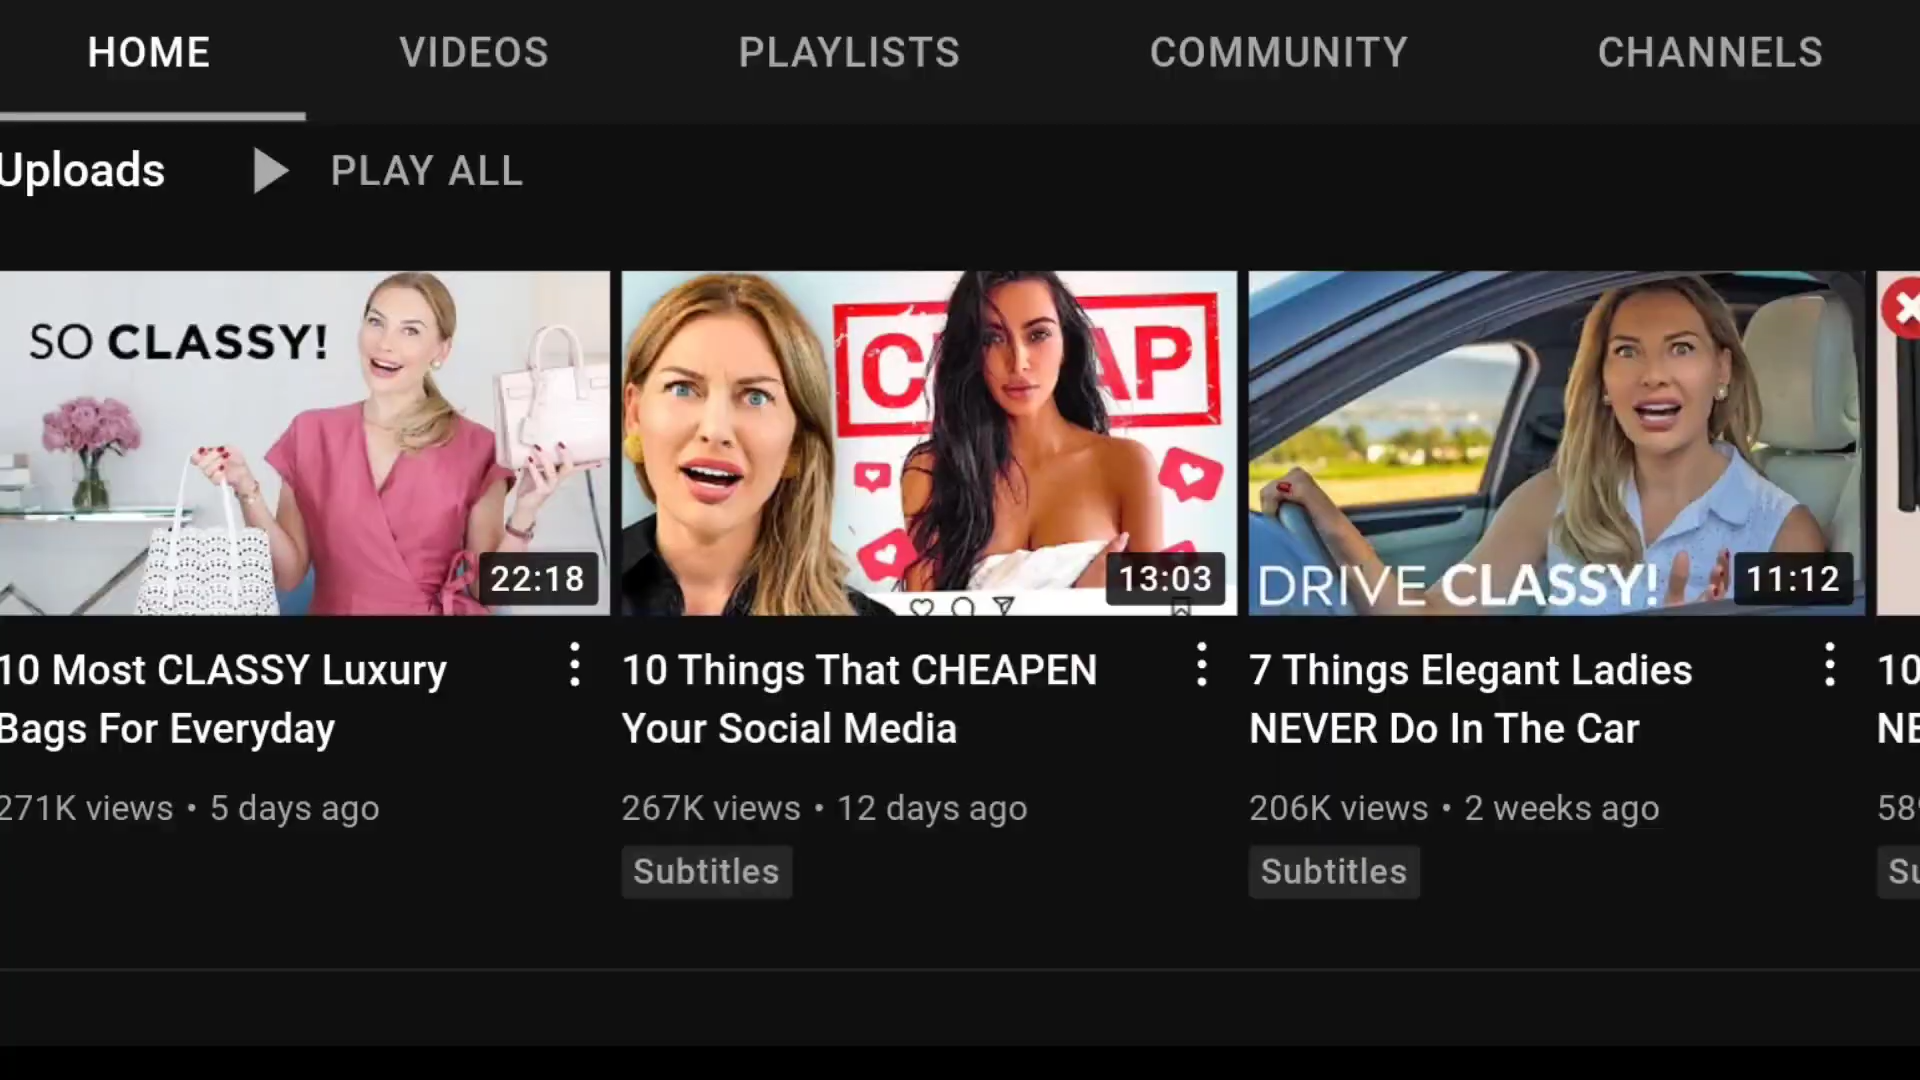 HOME VIDEOS PLAYLISTS COMMUNITY CHANNELS
Uploads PLAY ALL
SO CLASSY!
22:18
13:03
DRIVE CLASSY!
11:12
10 Most CLASSY Luxury
Bags For Everyday
271K views • 5 days ago
10 Things That CHEAPEN
Your Social Media
267K views • 12 days ago
Subtitles
7 Things Elegant Ladies
NEVER Do In The Car
206K views • 2 weeks ago
Subtitles
10